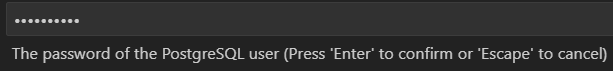 ••••••••••
The password of the PostgreSQL user (Press 'Enter' to confirm or 'Escape' to cancel)